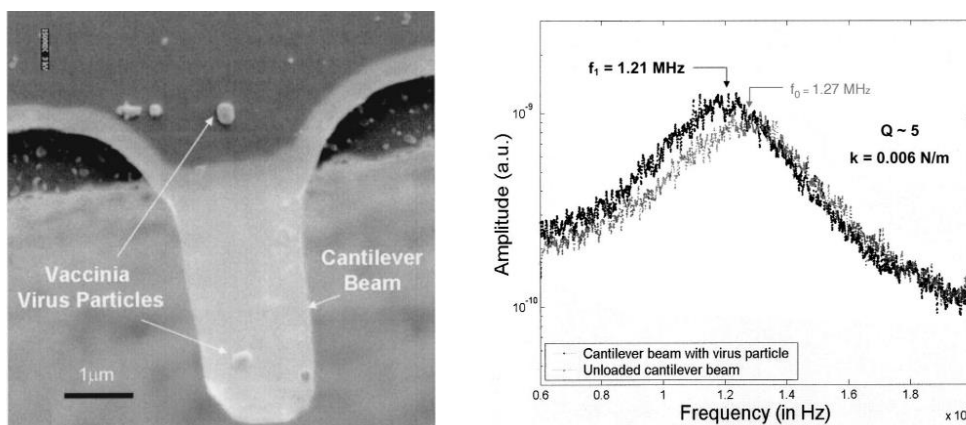 Vaccinia
Virus Particles
Cantilever
Beam
1μm
f₁ = 1.21 MHz
f₀ = 1.27 MHz
Q ~ 5
k = 0.006 N/m
Amplitude (a.u.)
10⁻⁹
10⁻¹⁰
Cantilever beam with virus particle
Unloaded cantilever beam
0.6 0.8 1 1.2 1.4 1.6 1.8
Frequency (in Hz)